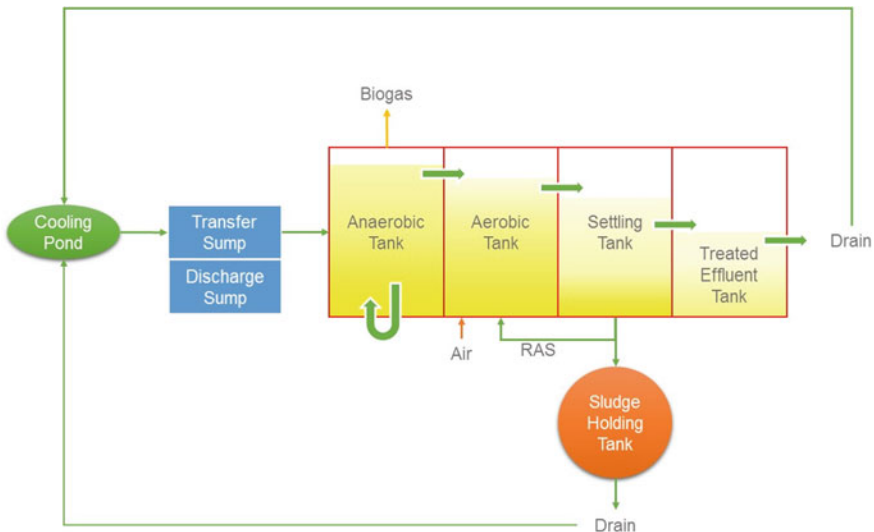 Biogas
Cooling
Pond
Transfer
Sump
Discharge
Sump
Anaerobic
Tank
Aerobic
Tank
Settling
Tank
Treated
Effluent
Tank
Drain
Air
RAS
Sludge
Holding
Tank
Drain